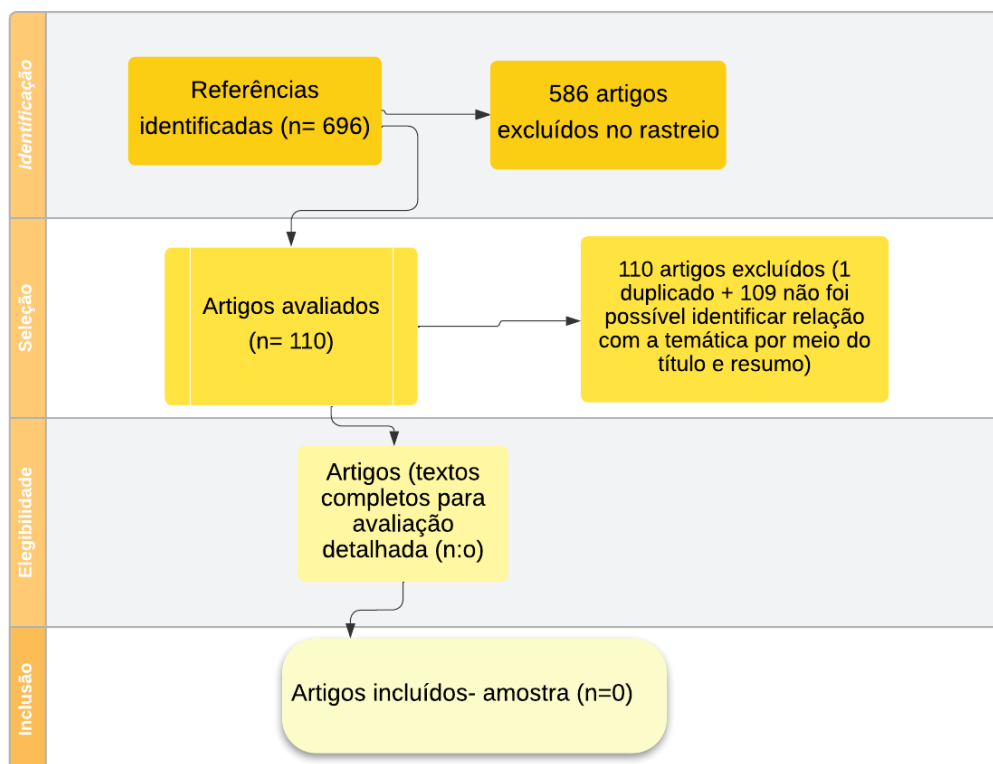 Identificação
Referências
identificadas (n= 696)
586 artigos
excluídos no rastreio
Seleção
Artigos avaliados
(n= 110)
110 artigos excluídos (1
duplicado + 109 não foi
possível identificar relação
com a temática por meio do
título e resumo)
Elegibilidade
Artigos (textos
completos para
avaliação
detalhada (n:o)
Inclusão
Artigos incluídos- amostra (n=0)